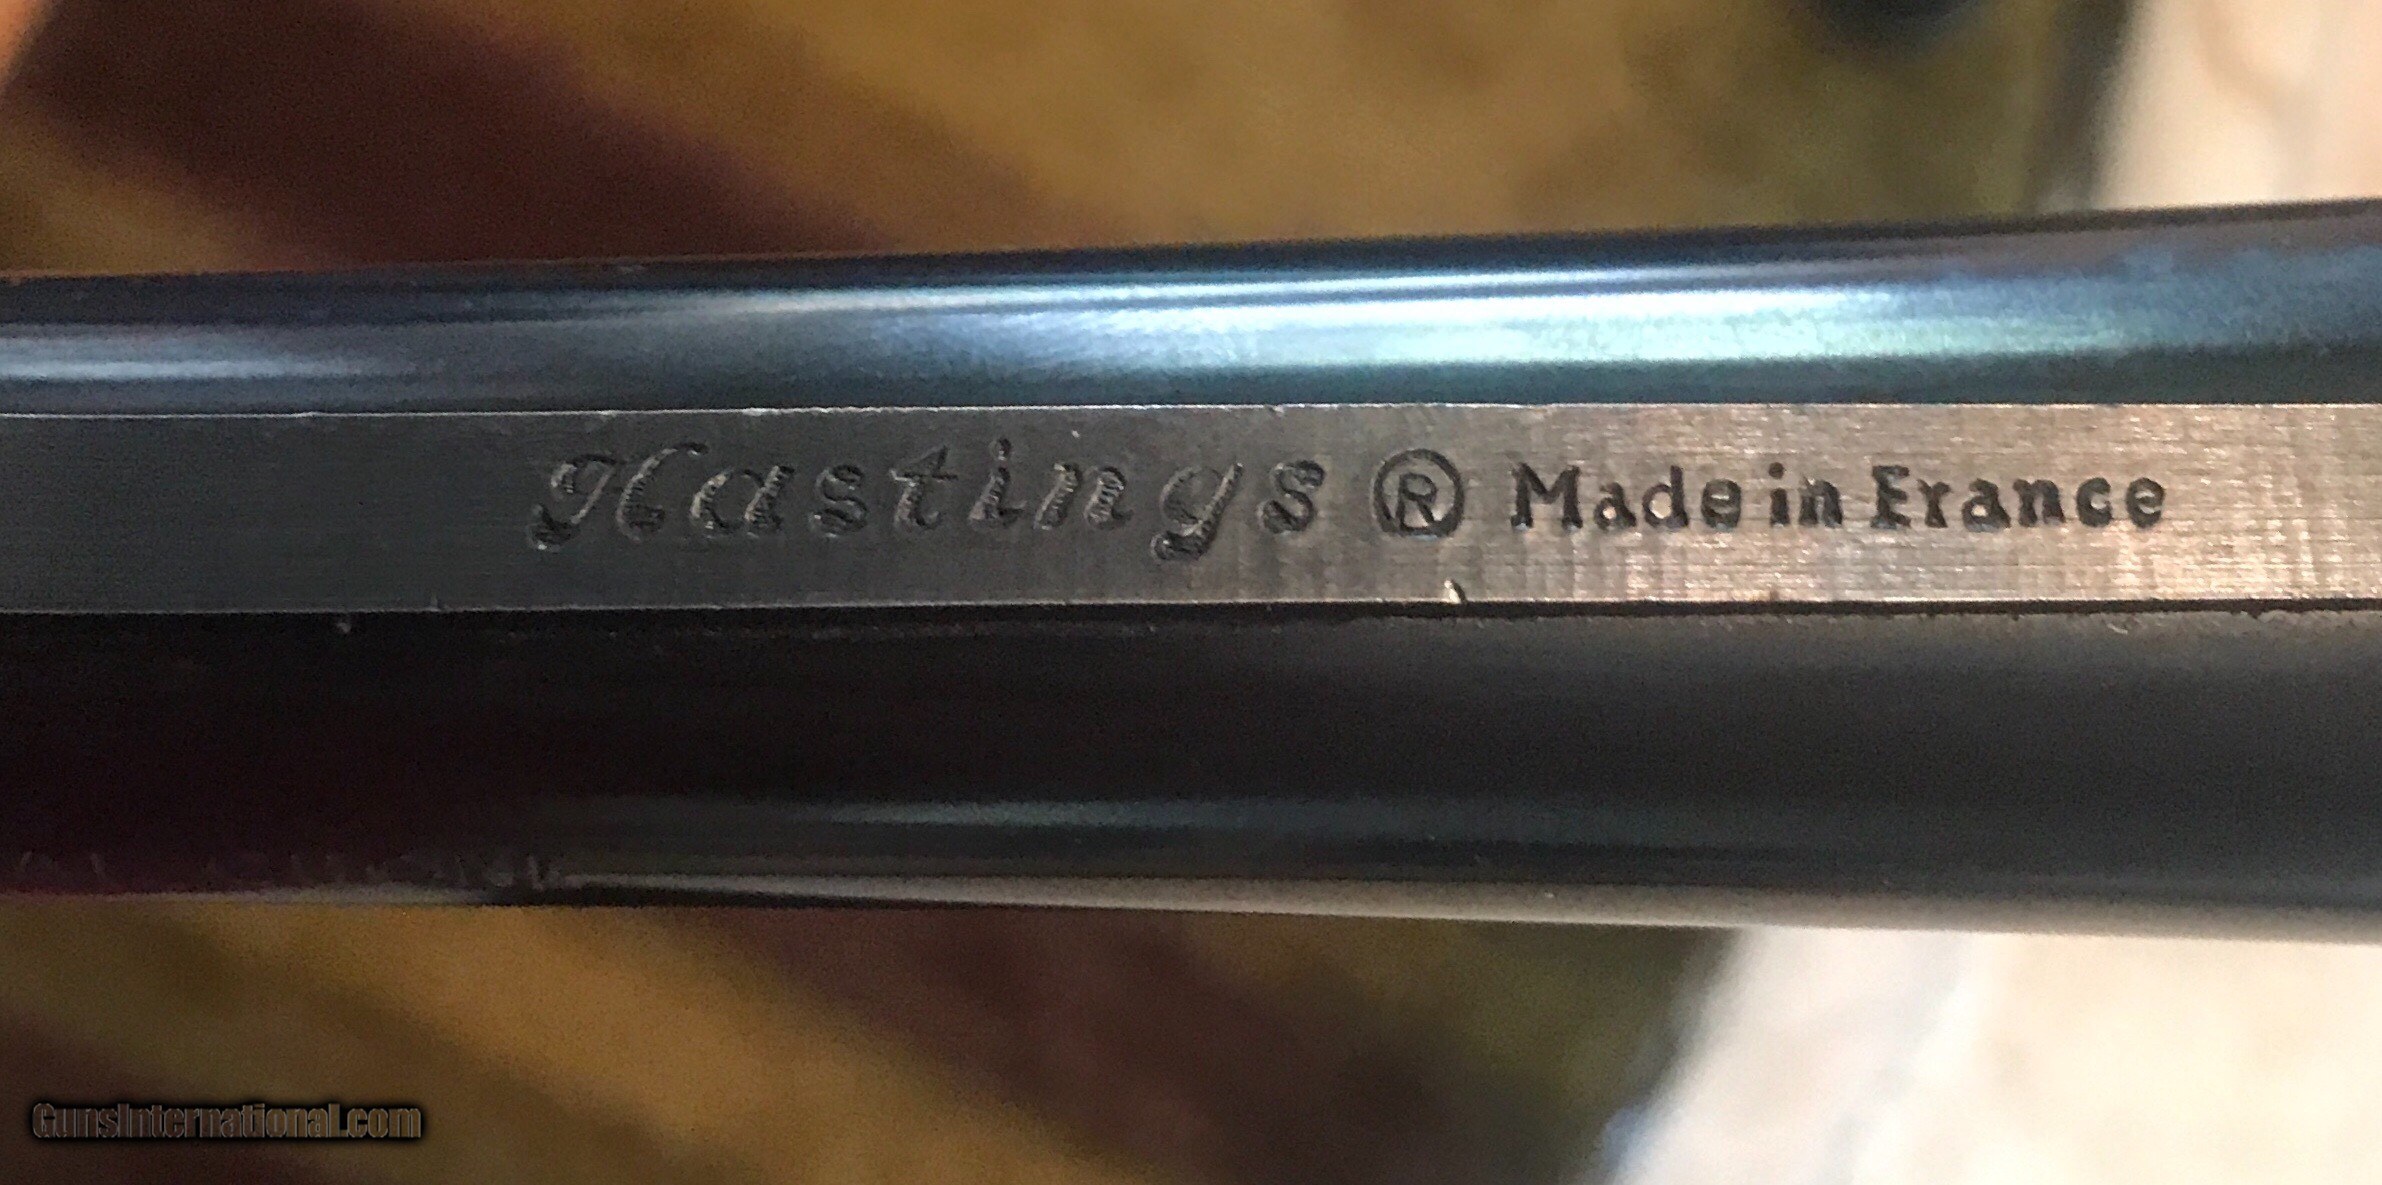 Hastings ® Made in France
GunsInternational.com